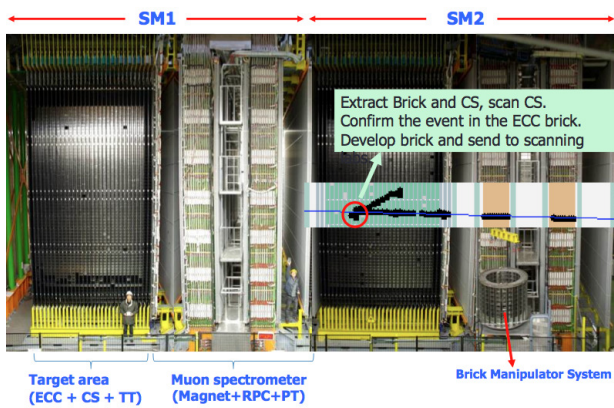 SM1
SM2
Extract Brick and CS, scan CS.
Confirm the event in the ECC brick.
Develop brick and send to scanning
Target area
(ECC + CS + TT)
Muon spectrometer
(Magnet+RPC+PT)
Brick Manipulator System